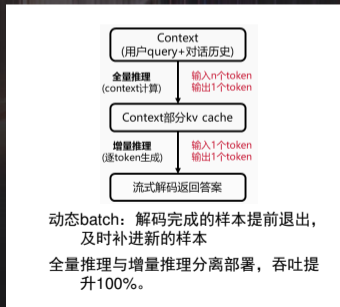 Context
(用户query+对话历史)
全量推理
(context计算)
输入n个token
输出1个token
Context部分kv cache
增量推理
(逐token生成)
输入1个token
输出1个token
流式解码返回答案
动态batch：解码完成的样本提前退出，
及时补进新的样本
全量推理与增量推理分离部署，吞吐提
升100%。